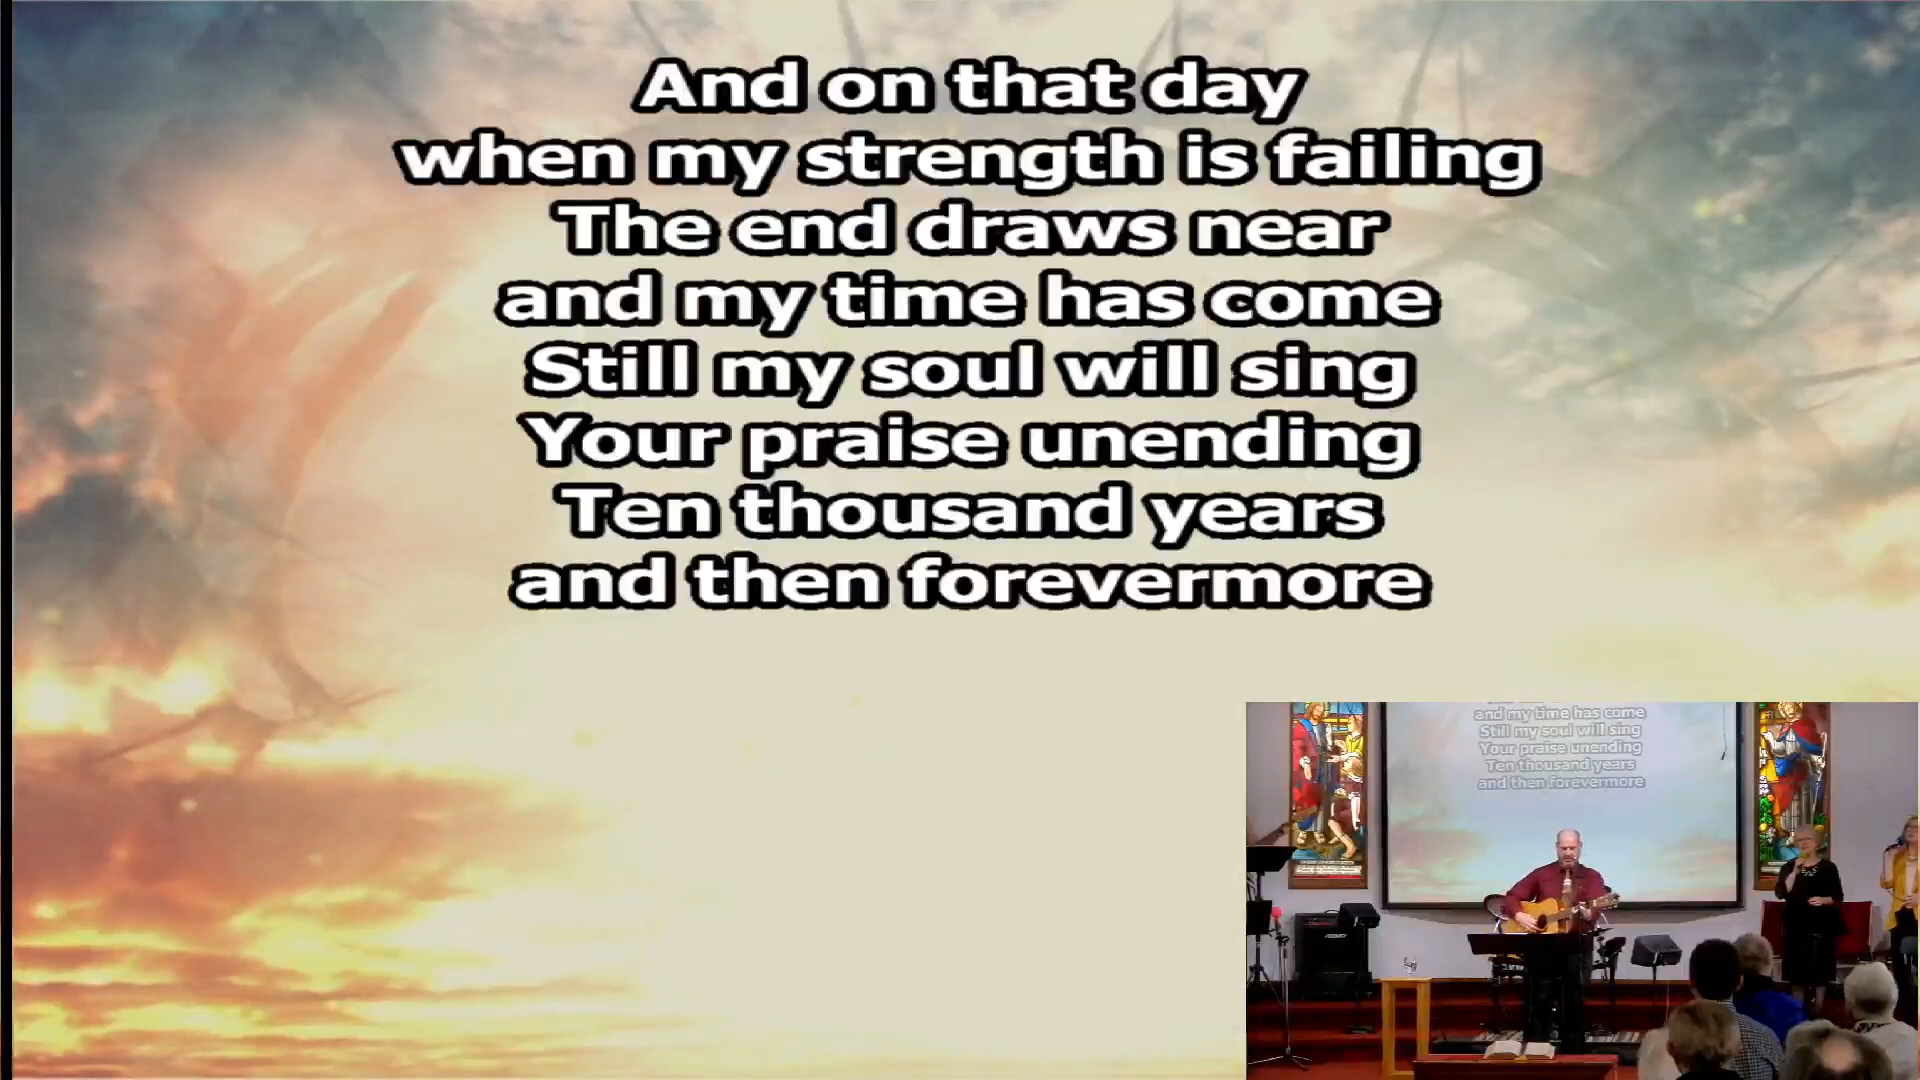 And on that day
when my strength is failing
The end draws near
and my time has come
Still my soul will sing
Your praise unending
Ten thousand years
and then forevermore
and my time has come
Still my soul will sing
Your praise unending
Ten thousand years
and then forevermore